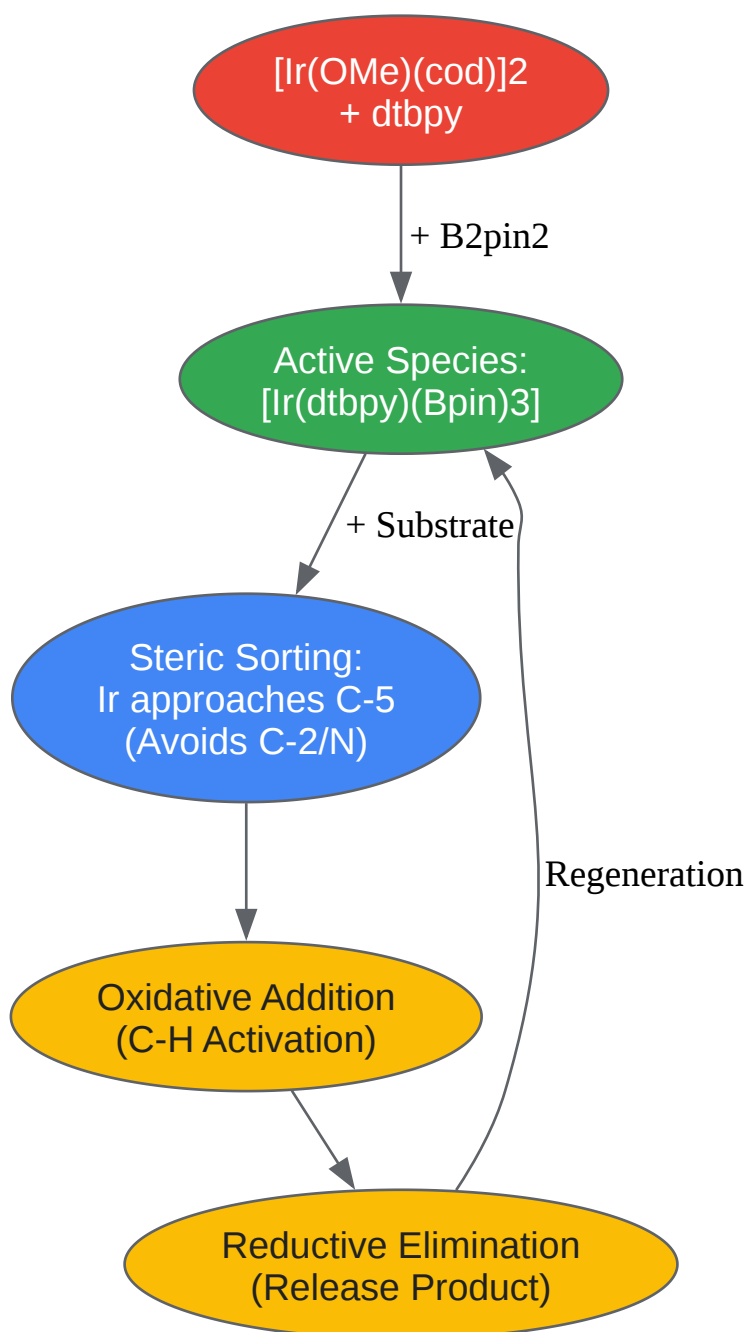 [Ir(OMe)(cod)]2
+ dtbpy
+ B2pin2
Active Species:
[Ir(dtbpy)(Bpin)3]
+ Substrate
Steric Sorting:
Ir approaches C-5
(Avoids C-2/N)
Regeneration
Oxidative Addition
(C-H Activation)
Reductive Elimination
(Release Product)